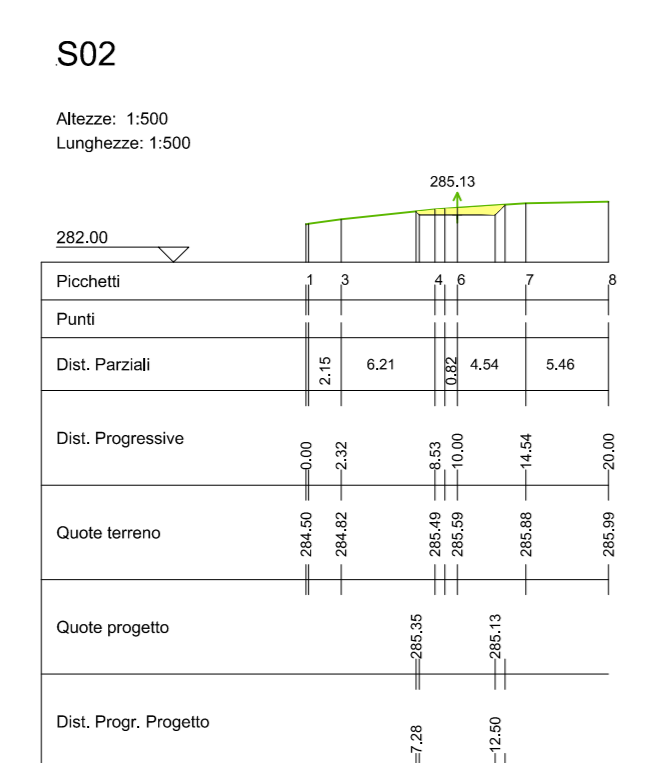 S02
Altezze: 1:500
Lunghezze: 1:500
285.13
282.00
Picchetti 1 3 4 6 7 8
Punti
Dist. Parziali 2.15 6.21 0.82 4.54 5.46
Dist. Progressive 0.00 2.32 8.53 10.00 14.54 20.00
Quote terreno 284.50 284.82 285.49 285.59 285.88 285.99
Quote progetto 285.35 285.13
Dist. Progr. Progetto 7.28 12.50